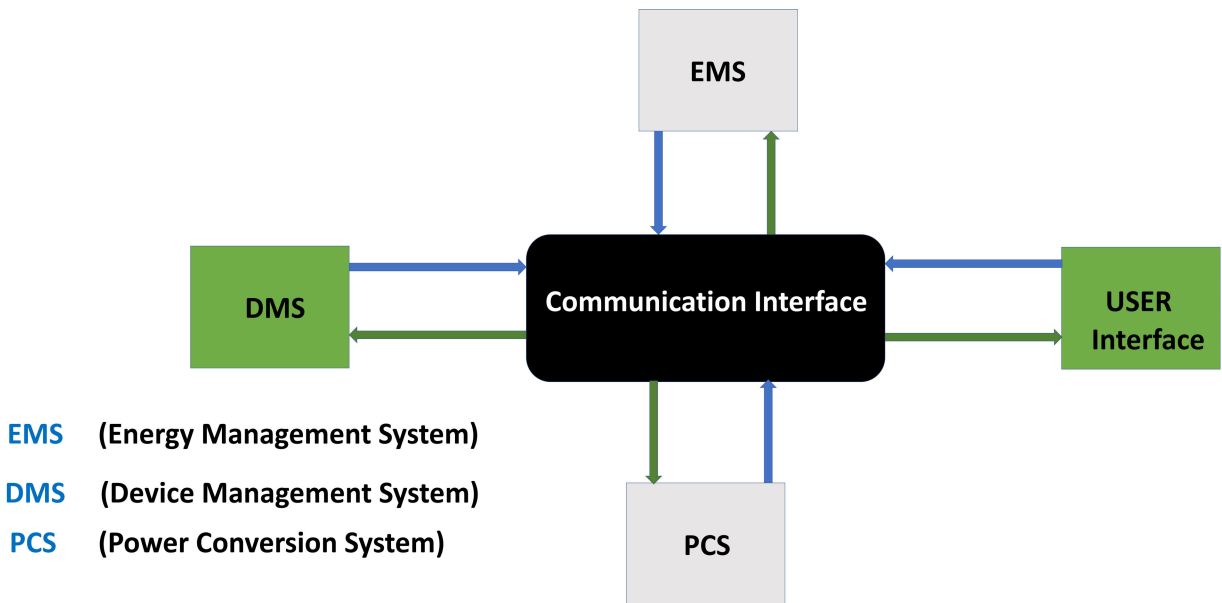 EMS
DMS
Communication Interface
USER
Interface
EMS (Energy Management System)
DMS (Device Management System)
PCS (Power Conversion System)
PCS